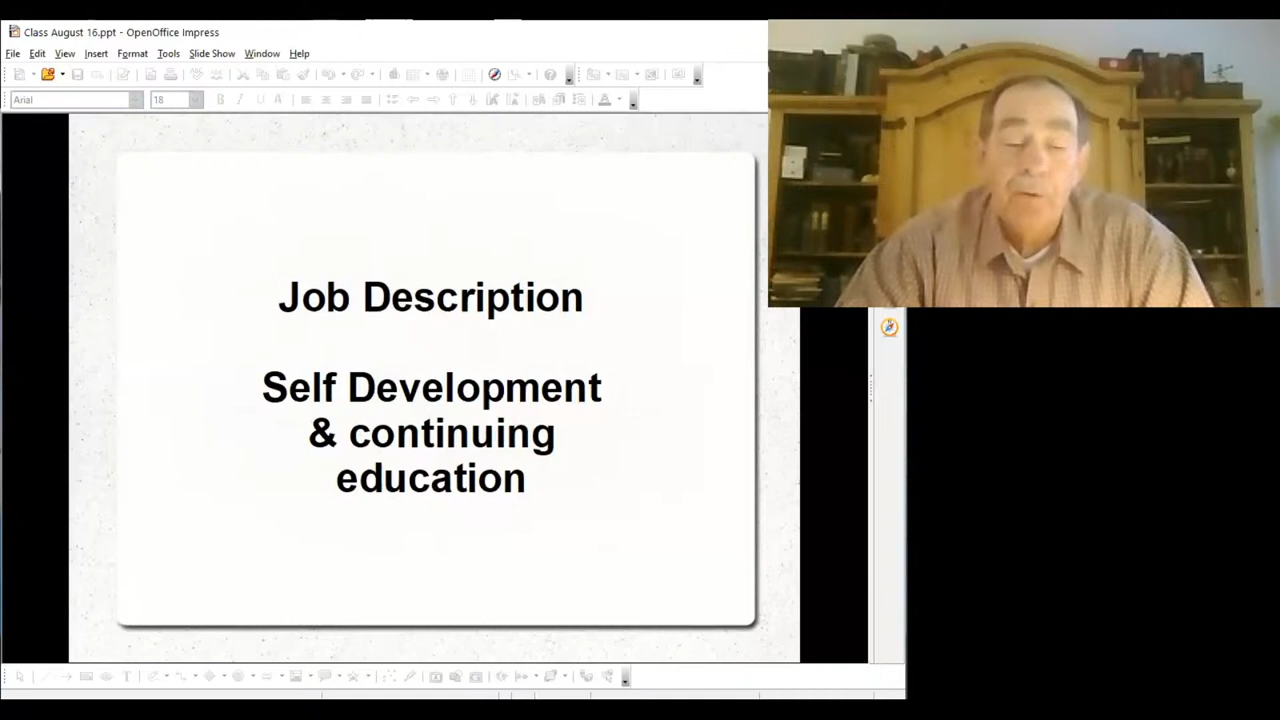 Class August 16.ppt - OpenOffice Impress
File Edit View Insert Format Tools Slide Show Window Help
Arial 18
Job Description
Self Development
& continuing
education